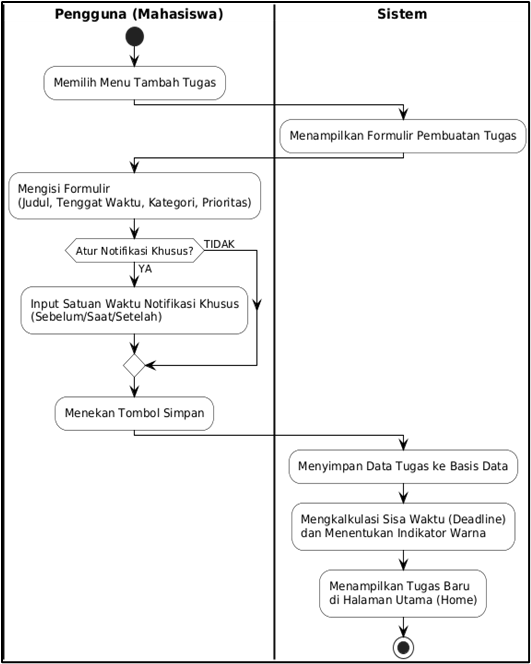 Pengguna (Mahasiswa)
Sistem
Memilih Menu Tambah Tugas
Menampilkan Formulir Pembuatan Tugas
Mengisi Formulir
(Judul, Tenggat Waktu, Kategori, Prioritas)
Atur Notifikasi Khusus?
TIDAK
YA
Input Satuan Waktu Notifikasi Khusus
(Sebelum/Saat/Setelah)
Menekan Tombol Simpan
Menyimpan Data Tugas ke Basis Data
Mengkalkulasi Sisa Waktu (Deadline)
dan Menentukan Indikator Warna
Menampilkan Tugas Baru
di Halaman Utama (Home)